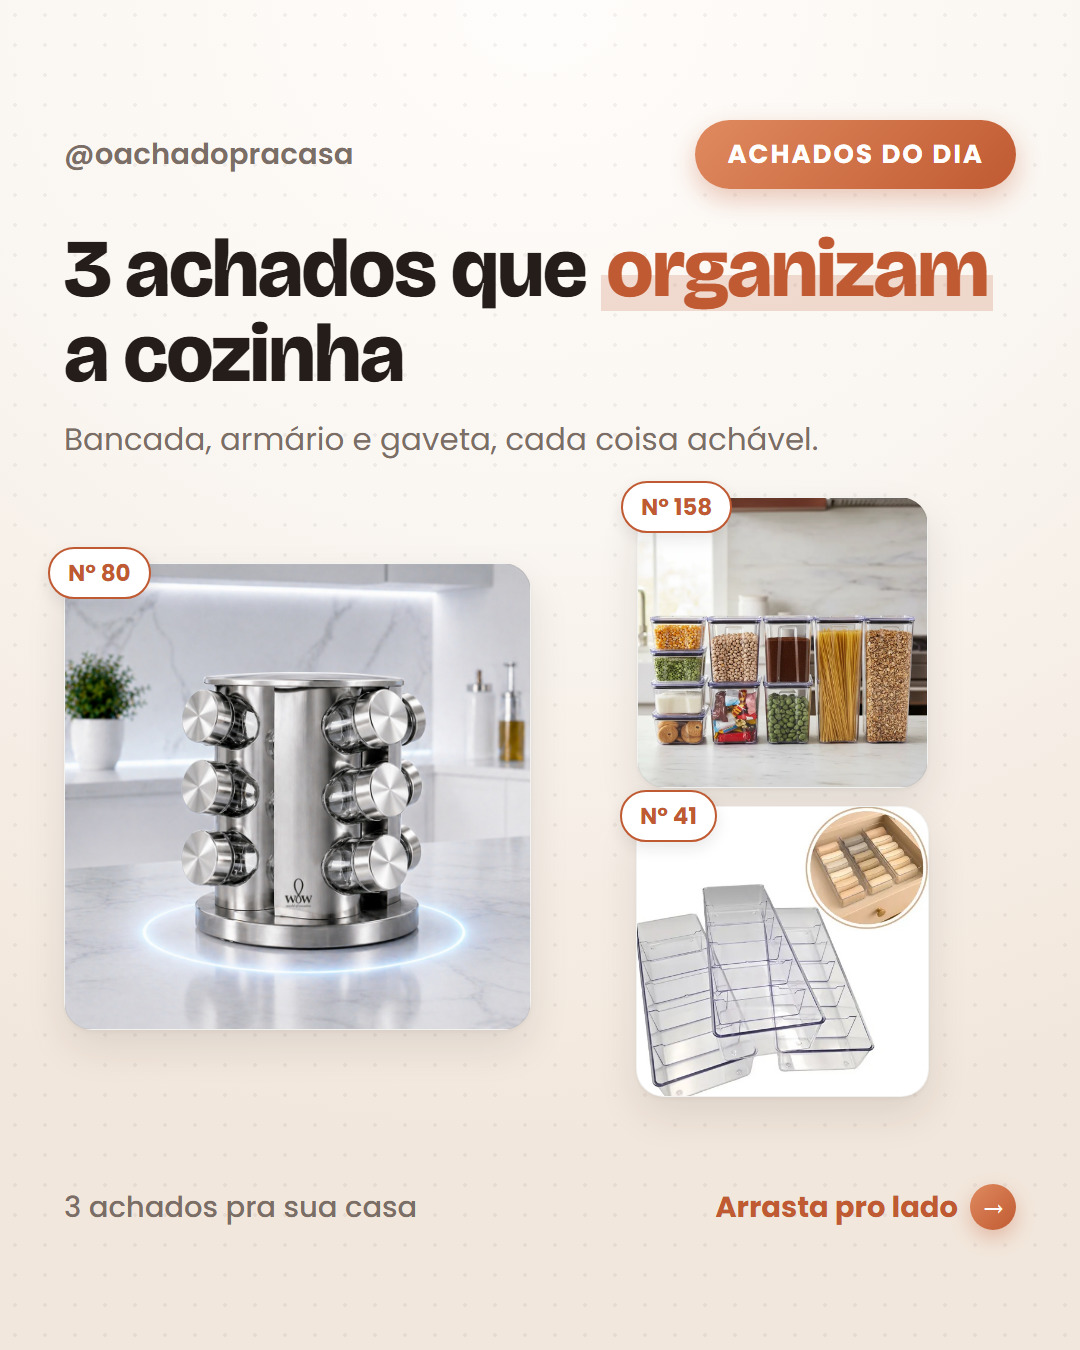 @oachadopracasa
ACHADOS DO DIA
3 achados que organizam
a cozinha
Bancada, armário e gaveta, cada coisa achável.
Nº 158
Nº 80
wow
Nº 41
3 achados pra sua casa
Arrasta pro lado →